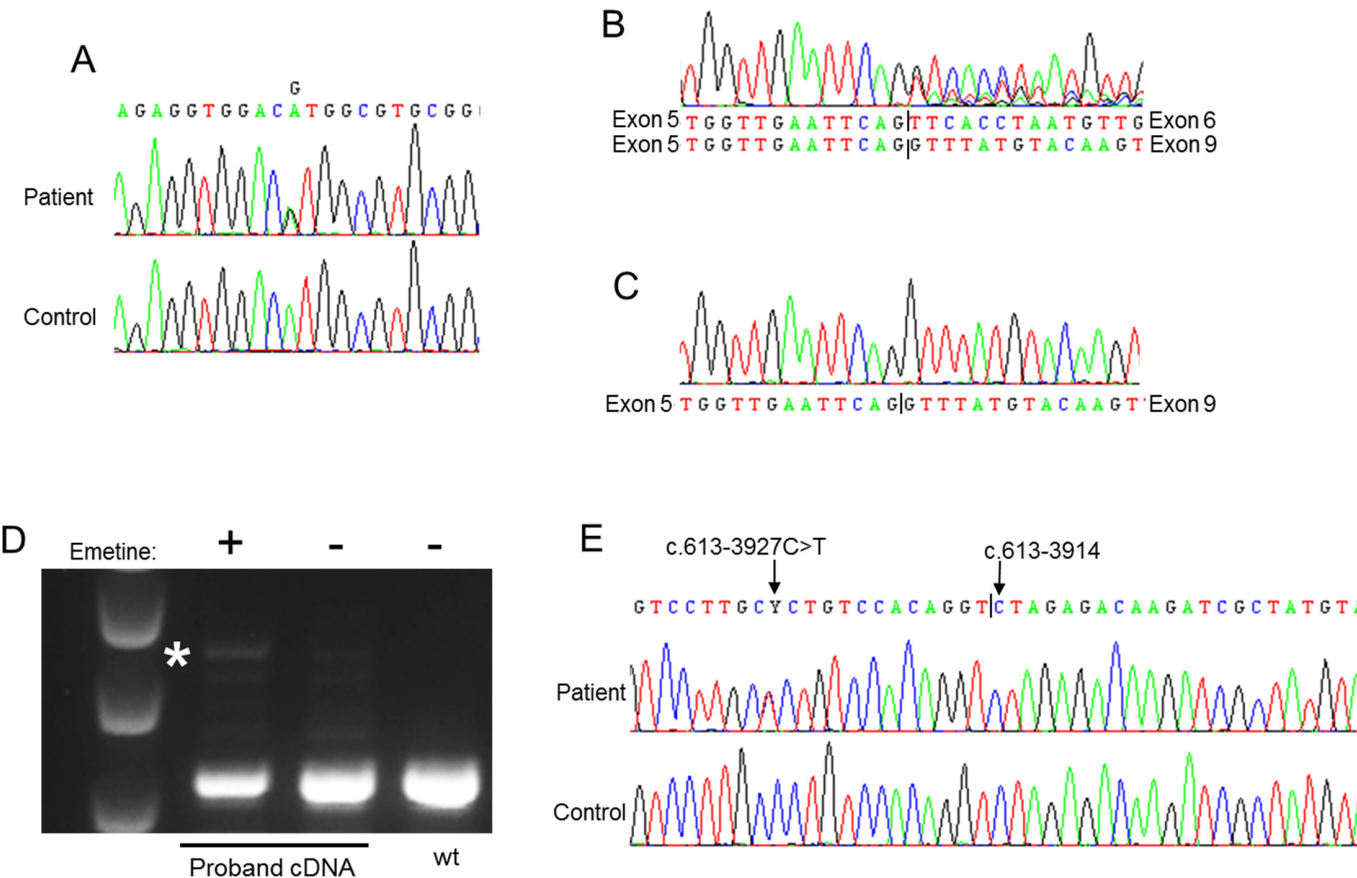 A
G
AGAGGTGGACATGGCGTGCGG
Patient
Control
B
Exon 5 TGGTTGAATTCAG|TTCACCTAATGTTG Exon 6
Exon 5 TGGTTGAATTCAG|GTTTATGTACAAGT Exon 9
C
Exon 5 TGGTTGAATTCAG|GTTTATGTACAAGT Exon 9
D
Emetine: + - -
*
Proband cDNA wt
E
c.613-3927C>T c.613-3914
GTCCTTGCYCTGTCCACAGGT|CTAGAGACAAGATCGCTATGT
Patient
Control